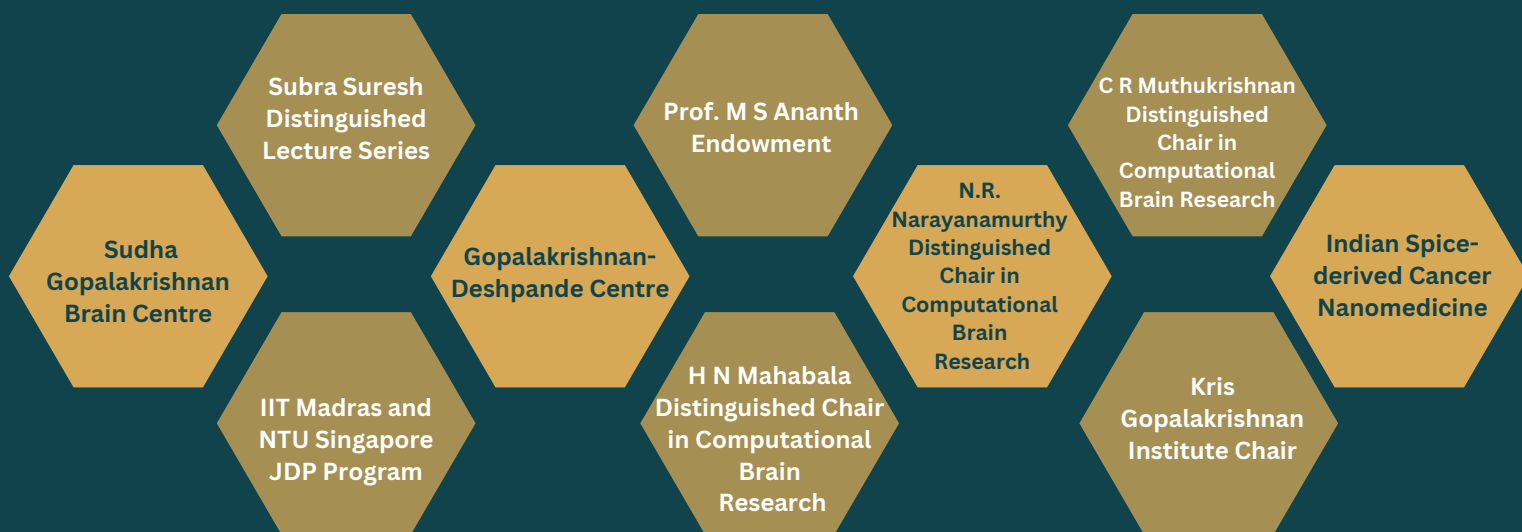 Subra Suresh
Distinguished
Lecture Series
Prof. M S Ananth
Endowment
C R Muthukrishnan
Distinguished
Chair in
Computational
Brain Research
Sudha
Gopalakrishnan
Brain Centre
Gopalakrishnan-
Deshpande Centre
N.R.
Narayanamurthy
Distinguished
Chair in
Computational
Brain
Research
Indian Spice-
derived Cancer
Nanomedicine
IIT Madras and
NTU Singapore
JDP Program
H N Mahabala
Distinguished Chair
in Computational
Brain
Research
Kris
Gopalakrishnan
Institute Chair